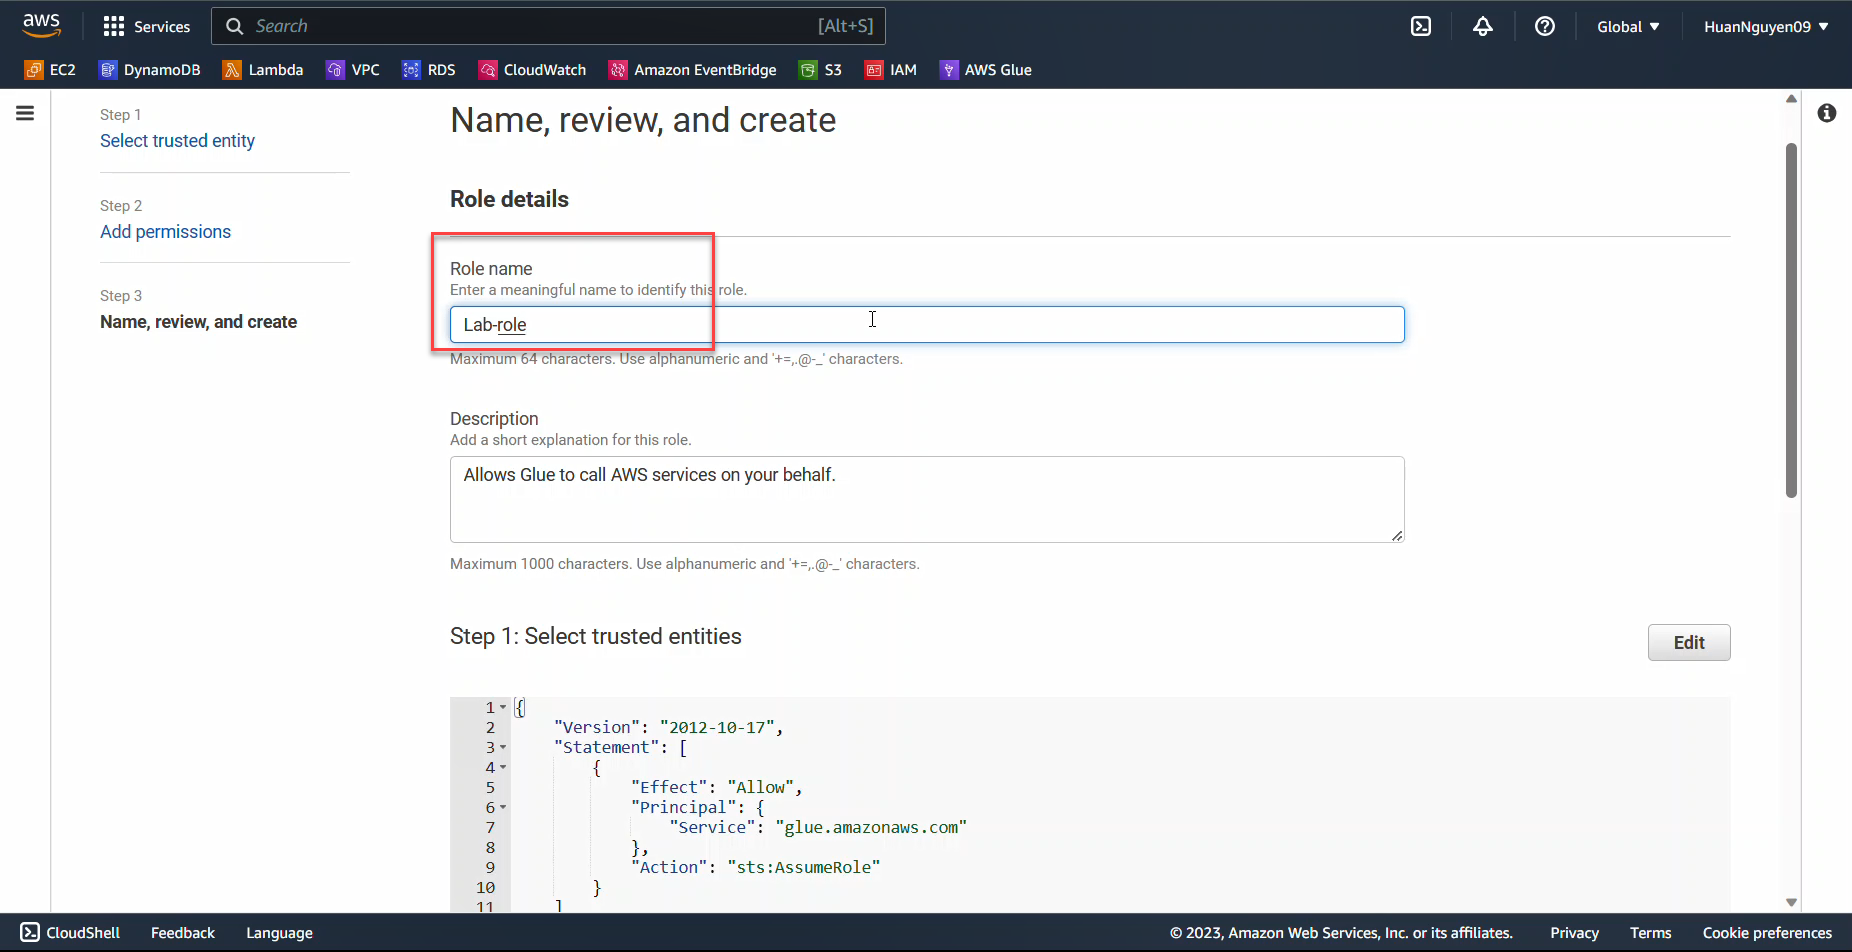 aws
Services
Search
[Alt+S]
Global
HuanNguyen09
EC2
DynamoDB
Lambda
VPC
RDS
CloudWatch
Amazon EventBridge
S3
IAM
AWS Glue
Step 1
Select trusted entity
Step 2
Add permissions
Step 3
Name, review, and create
Name, review, and create
Role details
Role name
Enter a meaningful name to identify this role.
Lab-role
Maximum 64 characters. Use alphanumeric and '+=,.@-_' characters.
Description
Add a short explanation for this role.
Allows Glue to call AWS services on your behalf.
Maximum 1000 characters. Use alphanumeric and '+=,.@-_' characters.
Step 1: Select trusted entities
Edit
1 {
2 "Version": "2012-10-17",
3 "Statement": [
4 {
5 "Effect": "Allow",
6 "Principal": {
7 "Service": "glue.amazonaws.com"
8 },
9 "Action": "sts:AssumeRole"
10 }
11 ]
CloudShell
Feedback
Language
© 2023, Amazon Web Services, Inc. or its affiliates.
Privacy
Terms
Cookie preferences